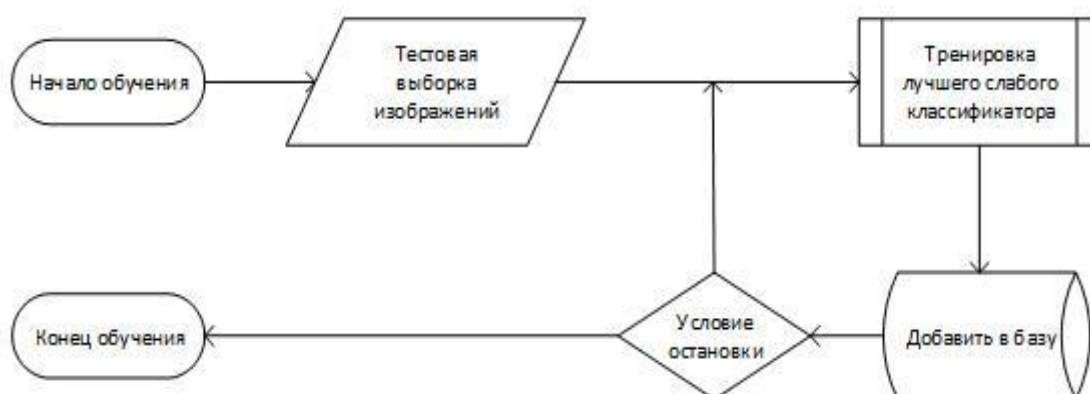 Начало обучения
Тестовая
выборка
изображений
Тренировка
лучшего слабого
классификатора
Добавить в базу
Условие
остановки
Конец обучения